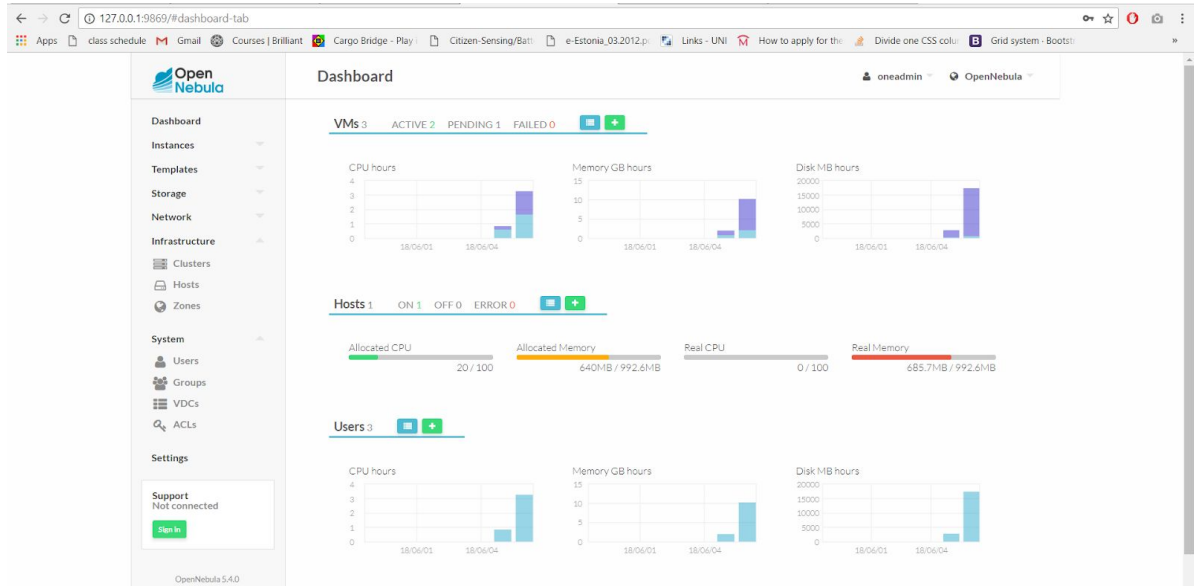 127.0.0.1:9869/#dashboard-tab
Apps class schedule Gmail Courses | Brilliant Cargo Bridge - Play Citizen-Sensing/Batt e-Estonia_03.2012.p Links - UNI How to apply for the Divide one CSS colu Grid system - Bootst »
Open Nebula
Dashboard
oneadmin
OpenNebula
Dashboard
Instances
Templates
Storage
Network
Infrastructure
Clusters
Hosts
Zones
System
Users
Groups
VDCs
ACLs
Settings
Support
Not connected
Sign in
OpenNebula 5.4.0
VMs 3 ACTIVE 2 PENDING 1 FAILED 0
CPU hours
4
3
2
1
0
18/06/01 18/06/04
Memory GB hours
15
10
5
0
18/06/01 18/06/04
Disk MB hours
20000
15000
10000
5000
0
18/06/01 18/06/04
Hosts 1 ON 1 OFF 0 ERROR 0
Allocated CPU
20 / 100
Allocated Memory
640MB / 992.6MB
Real CPU
0 / 100
Real Memory
685.7MB / 992.6MB
Users 3
CPU hours
4
3
2
1
0
18/06/01 18/06/04
Memory GB hours
15
10
5
0
18/06/01 18/06/04
Disk MB hours
20000
15000
10000
5000
0
18/06/01 18/06/04